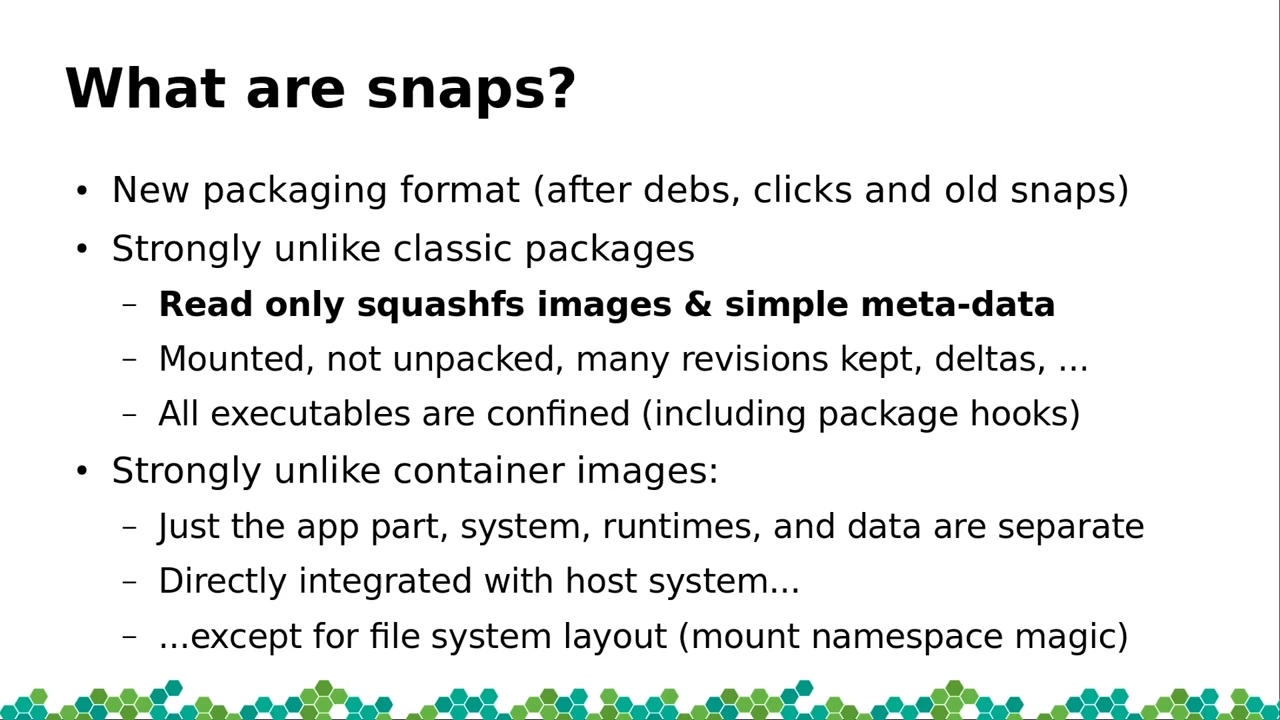 What are snaps?
• New packaging format (after debs, clicks and old snaps)
• Strongly unlike classic packages
– Read only squashfs images & simple meta-data
– Mounted, not unpacked, many revisions kept, deltas, ...
– All executables are confined (including package hooks)
• Strongly unlike container images:
– Just the app part, system, runtimes, and data are separate
– Directly integrated with host system...
– ...except for file system layout (mount namespace magic)